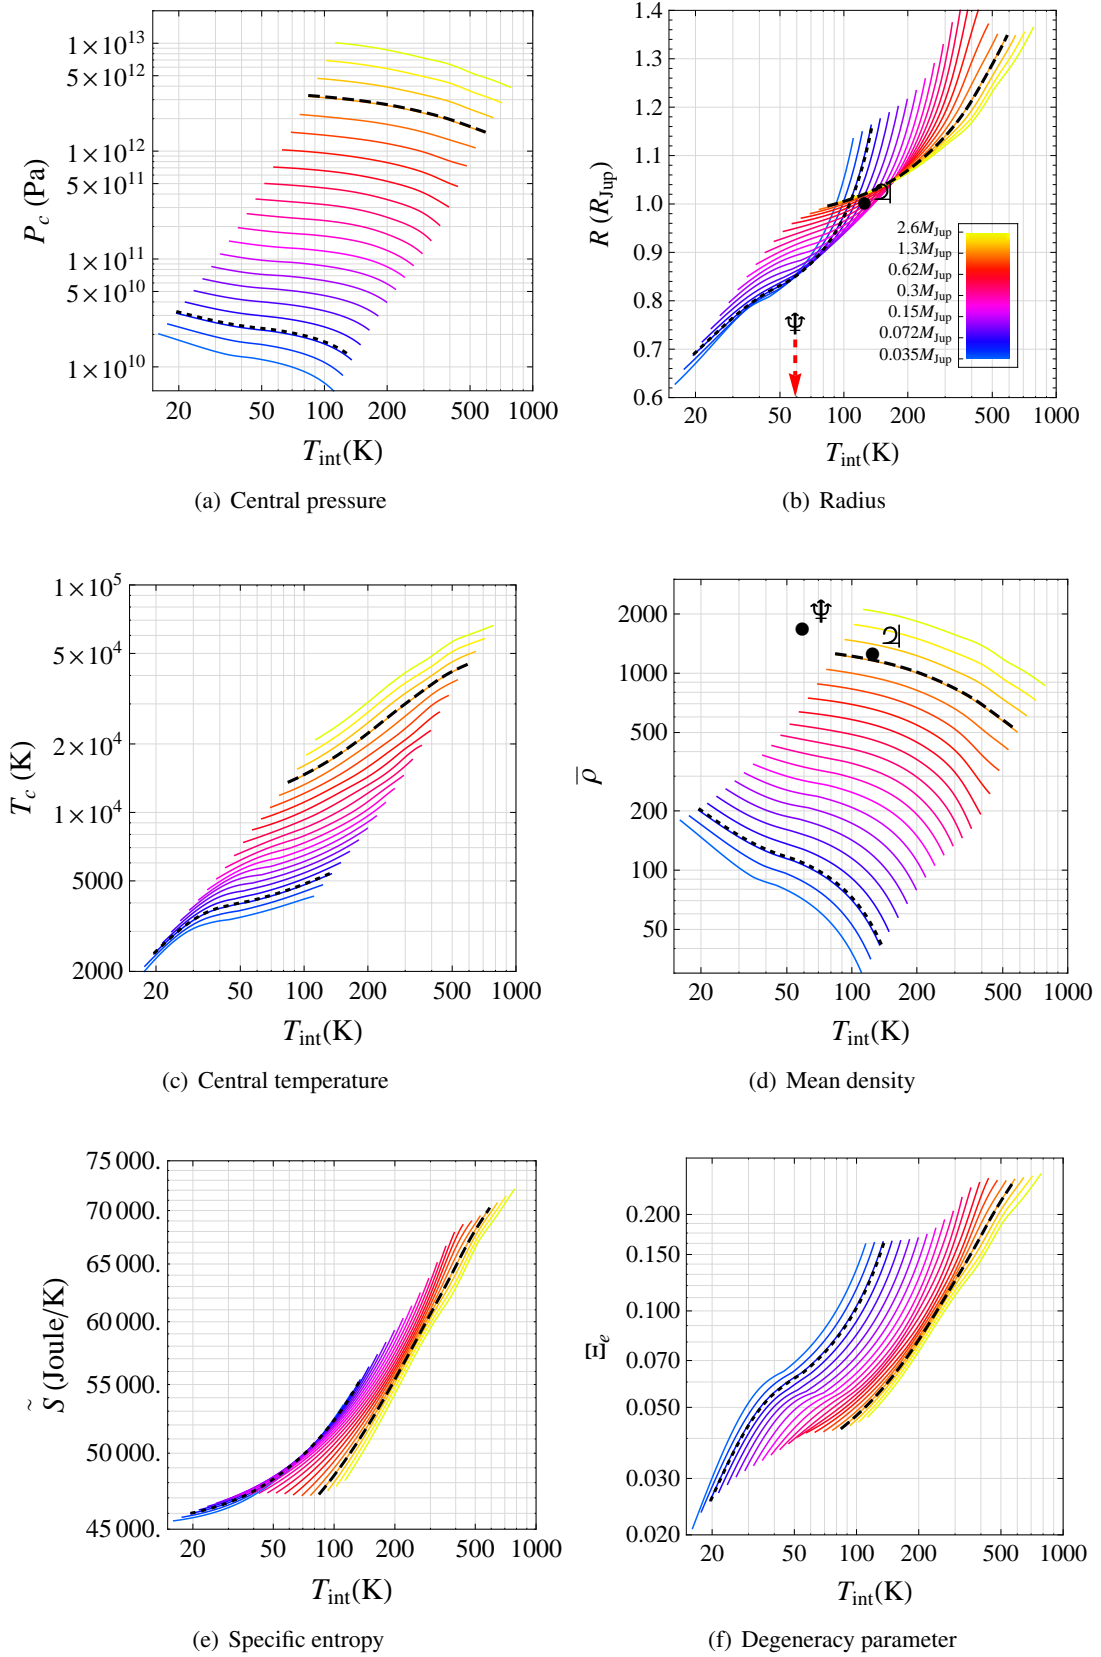 1×10^13
5×10^12
1×10^12
5×10^11
1×10^11
5×10^10
1×10^10
P_c (Pa)
20 50 100 200 500 1000
T_int(K)
(a) Central pressure
1.4
1.3
1.2
1.1
1.0
0.9
0.8
0.7
0.6
R (R_Jup)
♃
♆
2.6M_Jup
1.3M_Jup
0.62M_Jup
0.3M_Jup
0.15M_Jup
0.072M_Jup
0.035M_Jup
20 50 100 200 500 1000
T_int(K)
(b) Radius
1×10^5
5×10^4
2×10^4
1×10^4
5000
2000
T_c (K)
20 50 100 200 500 1000
T_int(K)
(c) Central temperature
2000
1000
500
200
100
50
ρ̄
♆
♃
20 50 100 200 500 1000
T_int(K)
(d) Mean density
75 000.
70 000.
65 000.
60 000.
55 000.
50 000.
45 000.
S̃ (Joule/K)
20 50 100 200 500 1000
T_int(K)
(e) Specific entropy
0.200
0.150
0.100
0.070
0.050
0.030
0.020
Ξ_e
20 50 100 200 500 1000
T_int(K)
(f) Degeneracy parameter